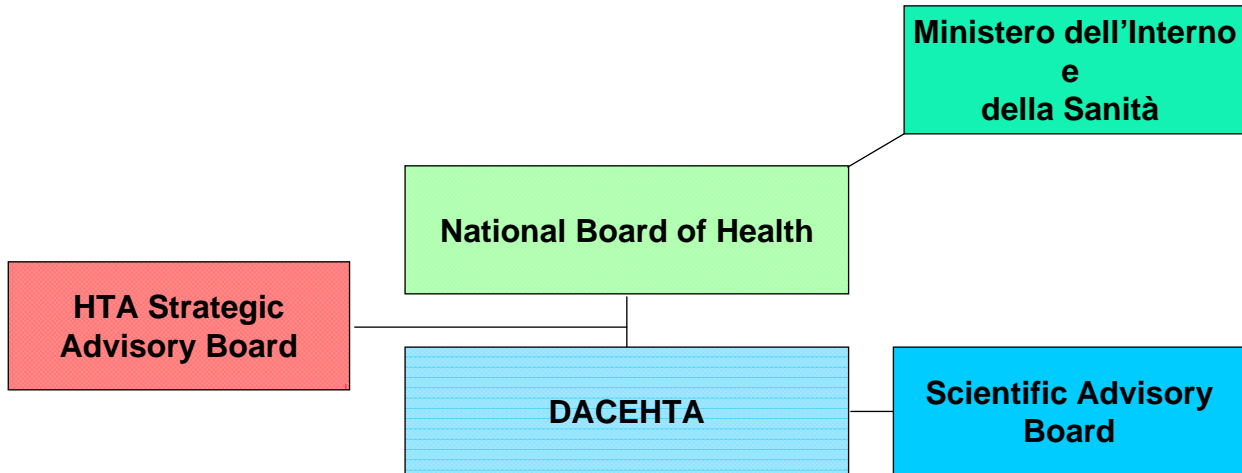 Ministero dell’Interno
e
della Sanità
National Board of Health
HTA Strategic
Advisory Board
DACEHTA
Scientific Advisory
Board